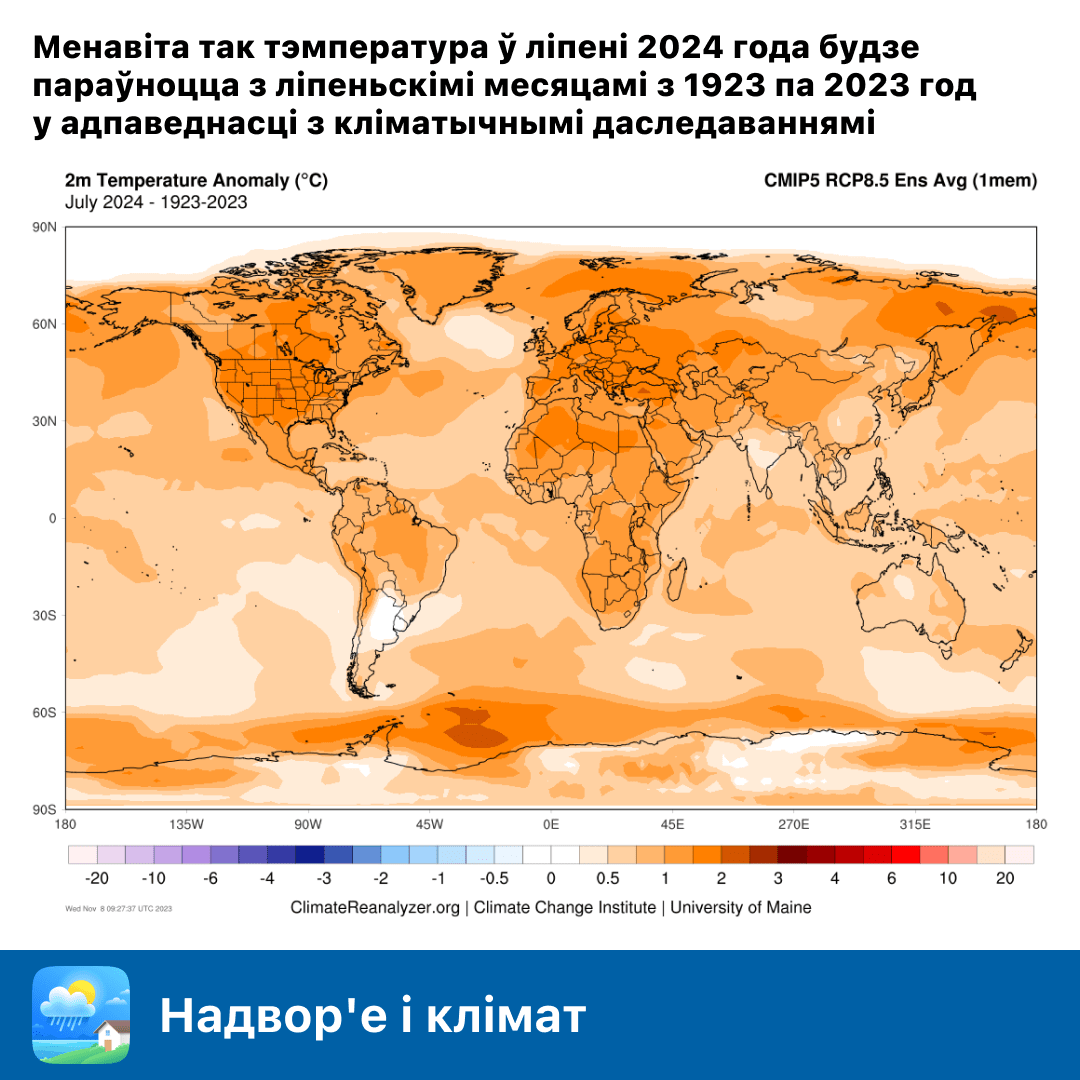 Менавіта так тэмпература ў ліпені 2024 года будзе
параўноцца з ліпеньскімі месяцамі з 1923 па 2023 год
у адпаведнасці з кліматычнымі даследаваннямі
2m Temperature Anomaly (°C)
CMIP5 RCP8.5 Ens Avg (1mem)
July 2024 - 1923-2023
90N
60N
30N
0
30S
60S
90S
180 135W 90W 45W 0E 45E 270E 315E 180
-20 -10 -6 -4 -3 -2 -1 -0.5 0 0.5 1 2 3 4 6 10 20
Wed Nov 8 09:27:37 UTC 2023
ClimateReanalyzer.org | Climate Change Institute | University of Maine
Надвор'е і клімат